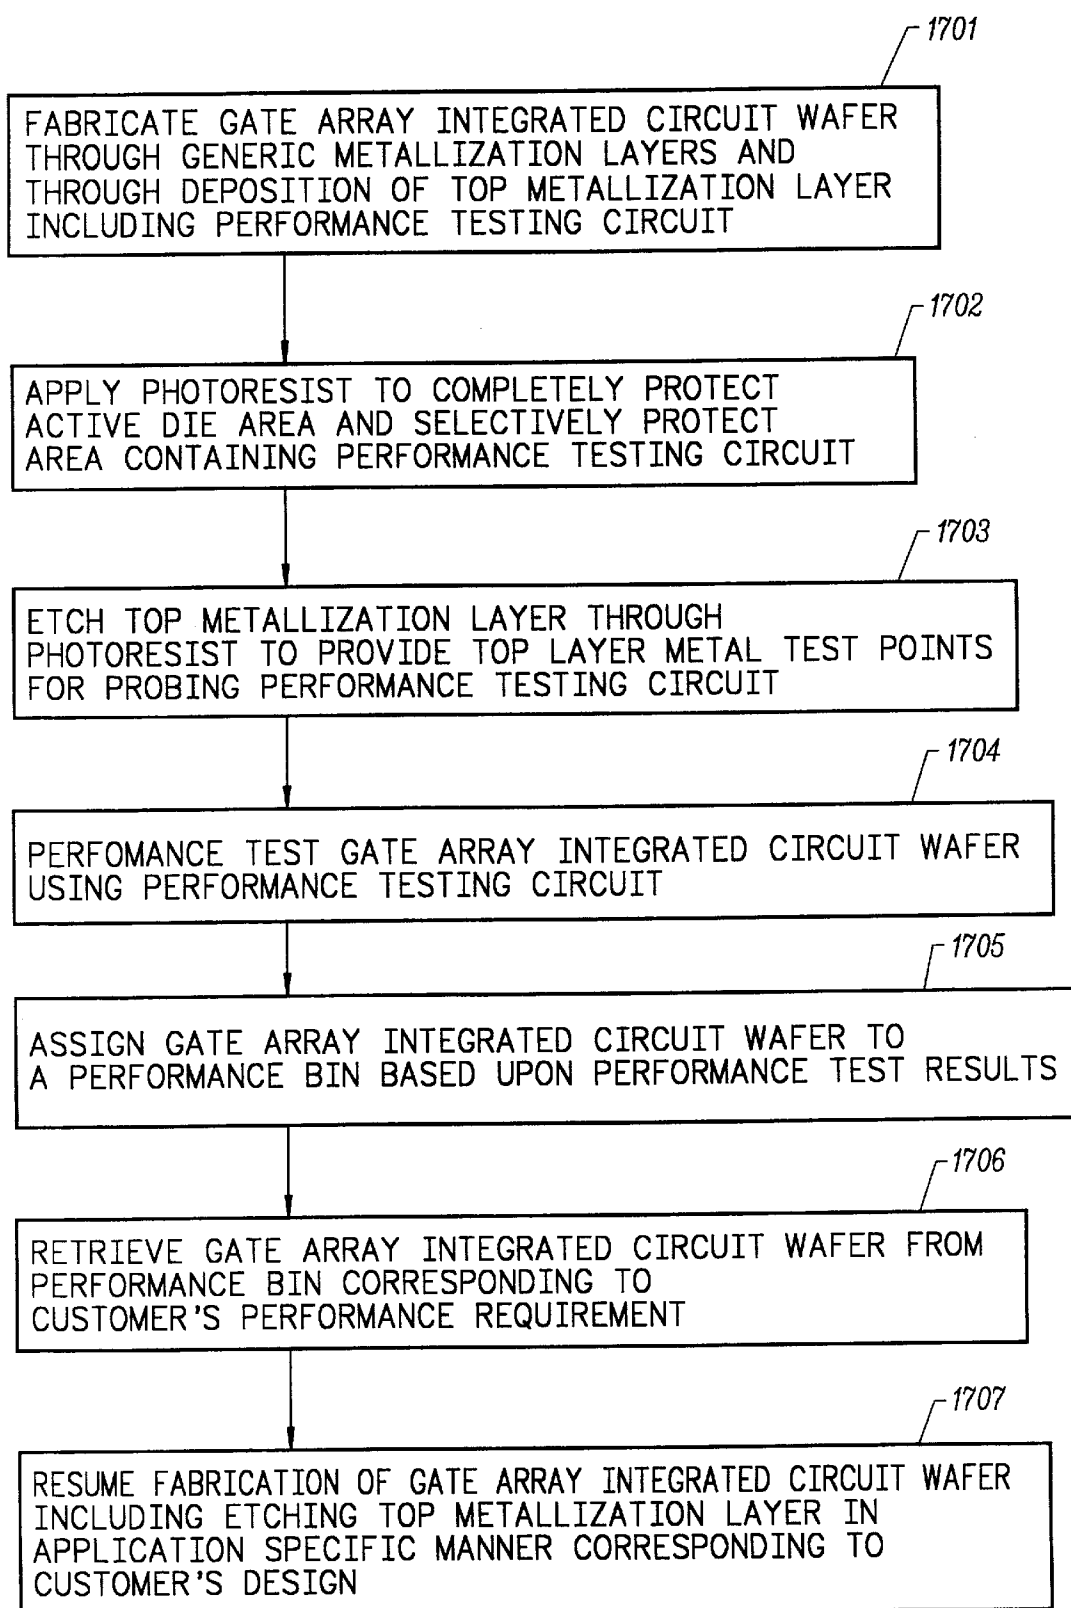 1701
FABRICATE GATE ARRAY INTEGRATED CIRCUIT WAFER
THROUGH GENERIC METALLIZATION LAYERS AND
THROUGH DEPOSITION OF TOP METALLIZATION LAYER
INCLUDING PERFORMANCE TESTING CIRCUIT
1702
APPLY PHOTORESIST TO COMPLETELY PROTECT
ACTIVE DIE AREA AND SELECTIVELY PROTECT
AREA CONTAINING PERFORMANCE TESTING CIRCUIT
1703
ETCH TOP METALLIZATION LAYER THROUGH
PHOTORESIST TO PROVIDE TOP LAYER METAL TEST POINTS
FOR PROBING PERFORMANCE TESTING CIRCUIT
1704
PERFOMANCE TEST GATE ARRAY INTEGRATED CIRCUIT WAFER
USING PERFORMANCE TESTING CIRCUIT
1705
ASSIGN GATE ARRAY INTEGRATED CIRCUIT WAFER TO
A PERFORMANCE BIN BASED UPON PERFORMANCE TEST RESULTS
1706
RETRIEVE GATE ARRAY INTEGRATED CIRCUIT WAFER FROM
PERFORMANCE BIN CORRESPONDING TO
CUSTOMER'S PERFORMANCE REQUIREMENT
1707
RESUME FABRICATION OF GATE ARRAY INTEGRATED CIRCUIT WAFER
INCLUDING ETCHING TOP METALLIZATION LAYER IN
APPLICATION SPECIFIC MANNER CORRESPONDING TO
CUSTOMER'S DESIGN